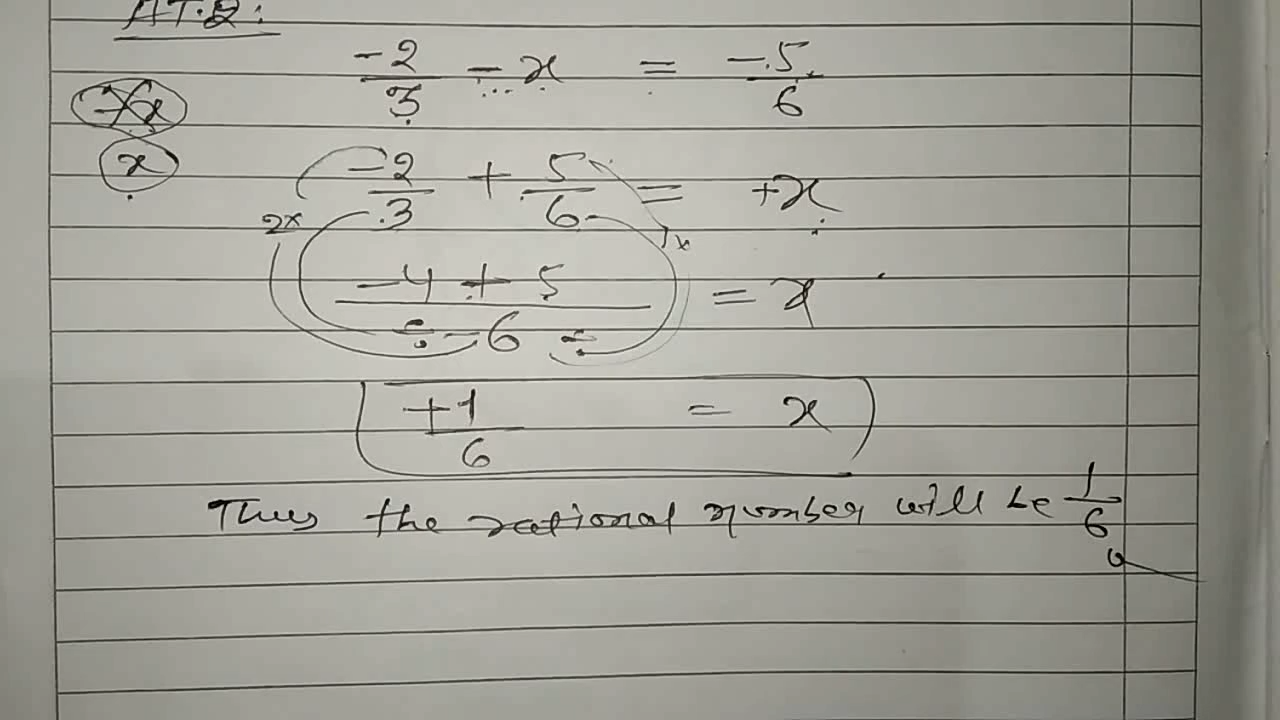 A.T.Q:
-2/3 - x = -5/6
x
-2/3 + 5/6 = +x
2x 1x
-4 + 5 / 6 = x
+1/6 = x
Thus the rational number will be 1/6